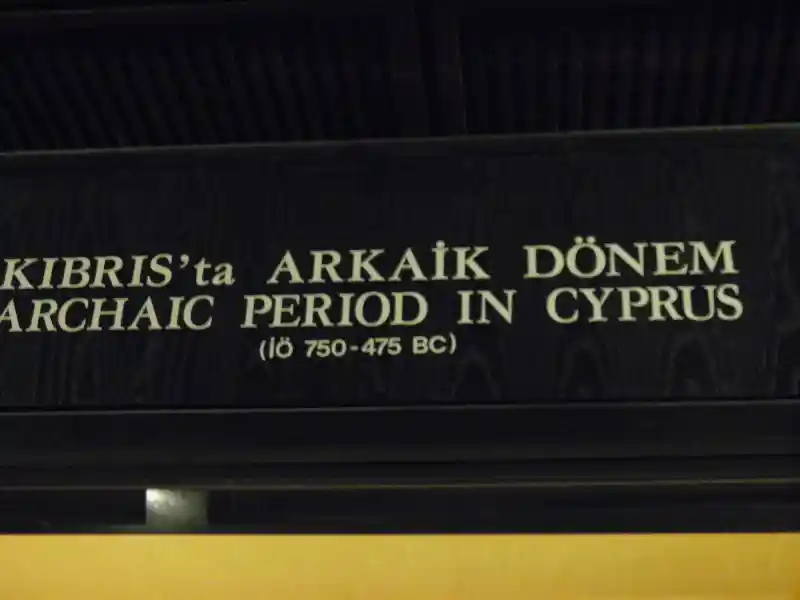 KIBRIS'ta ARKAİK DÖNEM
ARCHAIC PERIOD IN CYPRUS
(İÖ 750-475 BC)